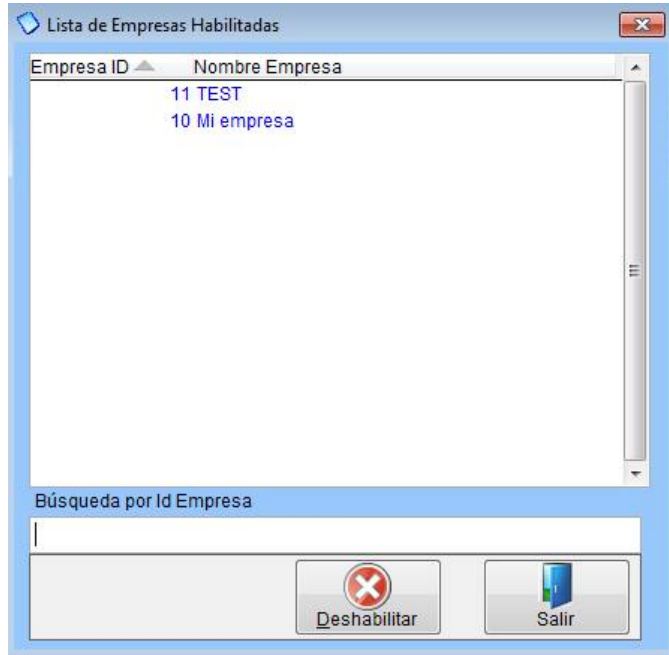 Lista de Empresas Habilitadas
Empresa ID Nombre Empresa
11 TEST
10 Mi empresa
Búsqueda por Id Empresa
Deshabilitar Salir